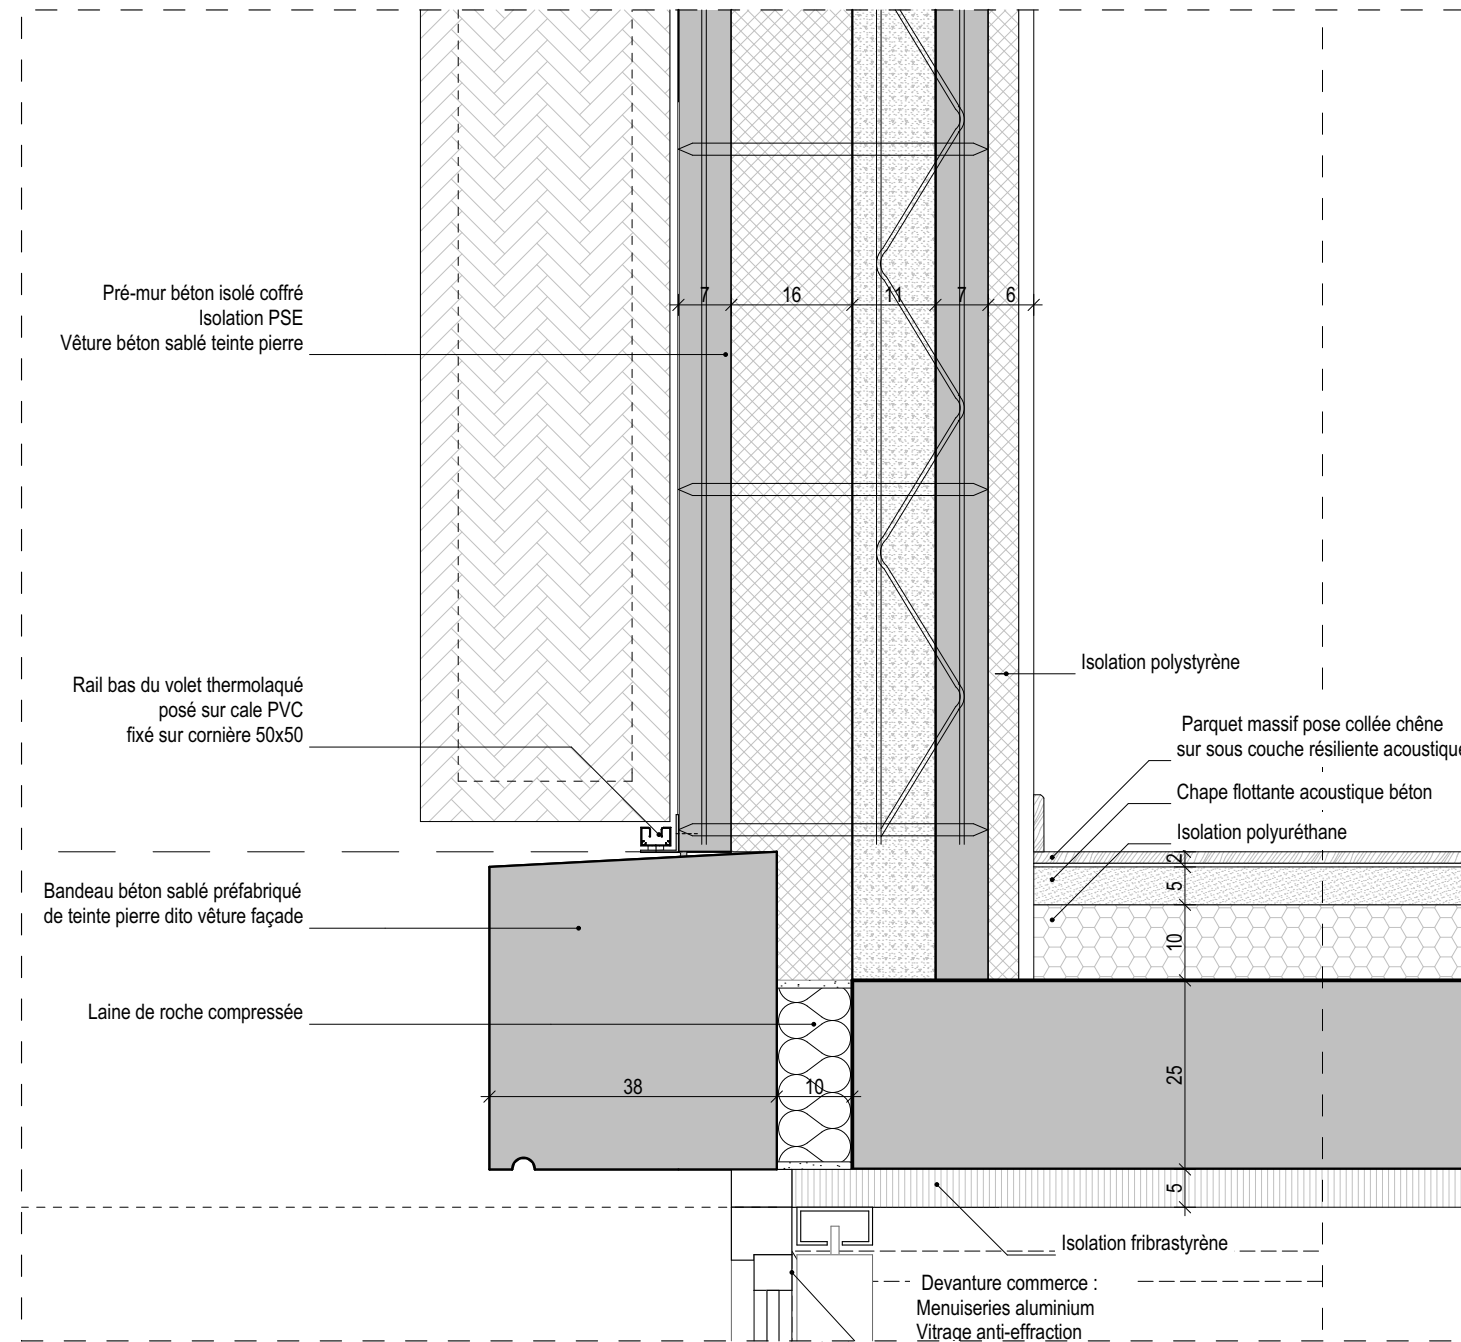 Pré-mur béton isolé coffré
Isolation PSE
Vêture béton sablé teinte pierre
7 16 11 7 6
Isolation polystyrène
Rail bas du volet thermolaqué
posé sur cale PVC
fixé sur cornière 50x50
Parquet massif pose collée chêne
sur sous couche résiliente acoustique
Chape flottante acoustique béton
Isolation polyuréthane
2
5
10
Bandeau béton sablé préfabriqué
de teinte pierre dito vêture façade
Laine de roche compressée
38 10
25
5
Isolation fribrastyrène
Devanture commerce :
Menuiseries aluminium
Vitrage anti-effraction